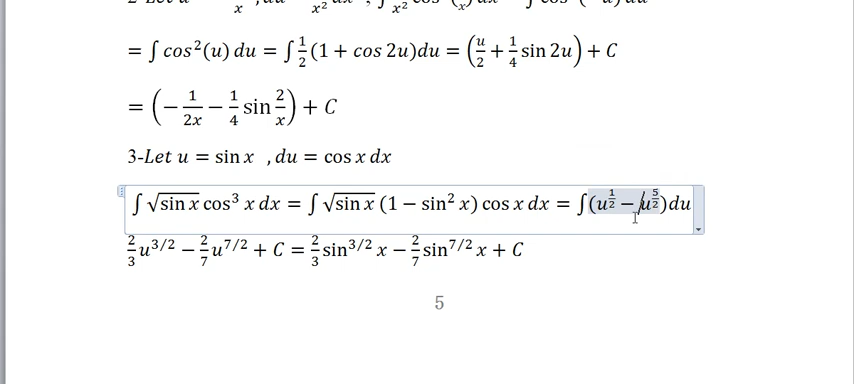 = ∫ cos²(u) du = ∫ 1/2 (1 + cos 2u)du = (u/2 + 1/4 sin 2u) + C
= (− 1/2x − 1/4 sin 2/x) + C
3-Let u = sin x , du = cos x dx
∫ √sin x cos³ x dx = ∫ √sin x (1 − sin² x) cos x dx = ∫(u^1/2 − u^5/2)du
2/3 u^3/2 − 2/7 u^7/2 + C = 2/3 sin^3/2 x − 2/7 sin^7/2 x + C
5